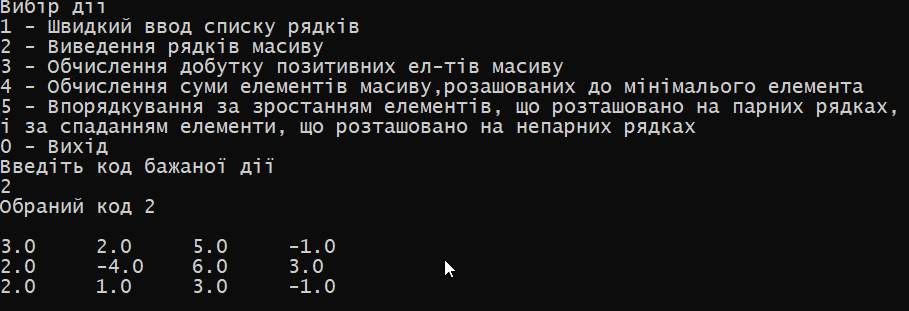 Вибір дії
1 - Швидкий ввод списку рядків
2 - Виведення рядків масиву
3 - Обчислення добутку позитивних ел-тів масиву
4 - Обчислення суми елементів масиву,розашованих до мінімалього елемента
5 - Впорядкування за зростанням елементів, що розташовано на парних рядках,
і за спаданням елементи, що розташовано на непарних рядках
0 - Вихід
Введіть код бажаної дії
2
Обраний код 2
3.0 2.0 5.0 -1.0
2.0 -4.0 6.0 3.0
2.0 1.0 3.0 -1.0